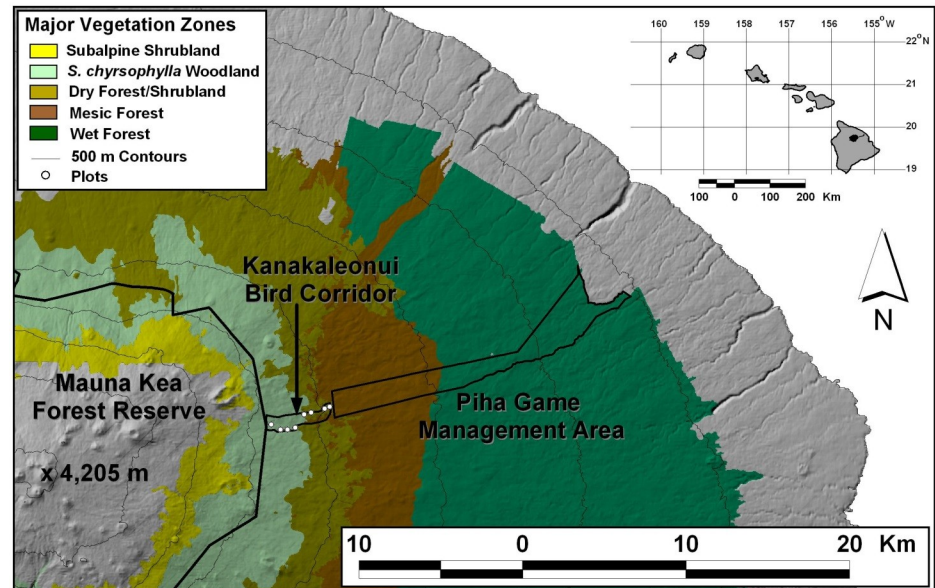 Major Vegetation Zones
Subalpine Shrubland
S. chyrsophylla Woodland
Dry Forest/Shrubland
Mesic Forest
Wet Forest
500 m Contours
Plots
160 159 158 157 156 155°W
22°N
21
20
19
100 0 100 200 Km
N
Kanakaleonui
Bird Corridor
Mauna Kea
Forest Reserve
x 4,205 m
Piha Game
Management Area
10 0 10 20 Km